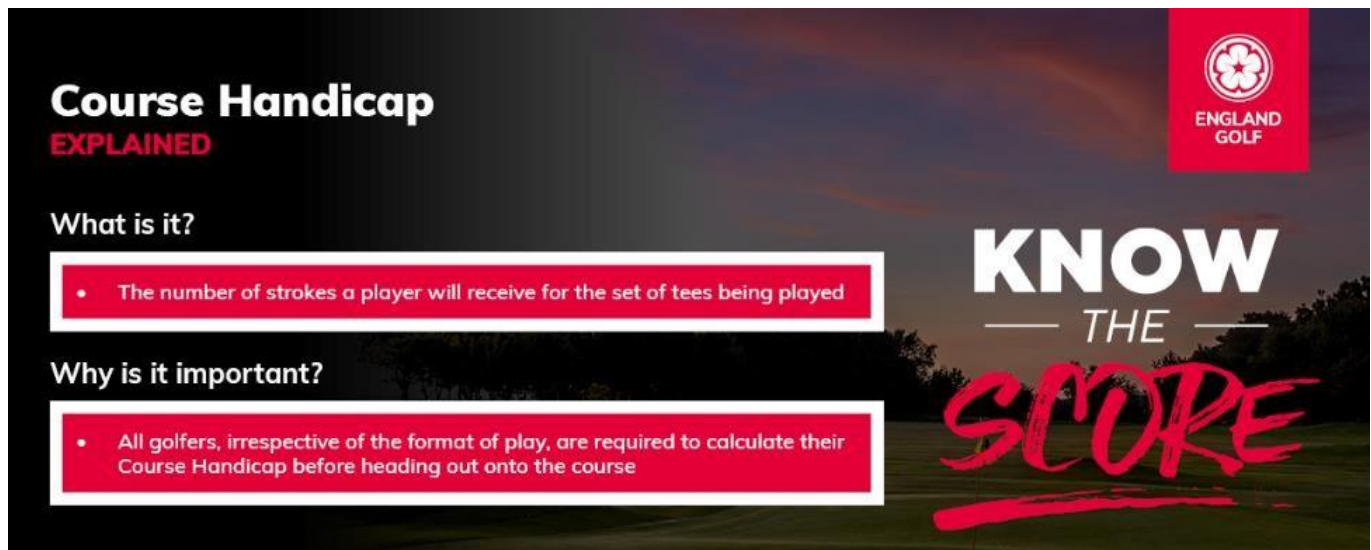 Course Handicap
EXPLAINED
What is it?
• The number of strokes a player will receive for the set of tees being played
Why is it important?
• All golfers, irrespective of the format of play, are required to calculate their
Course Handicap before heading out onto the course
ENGLAND
GOLF
KNOW
THE
SCORE